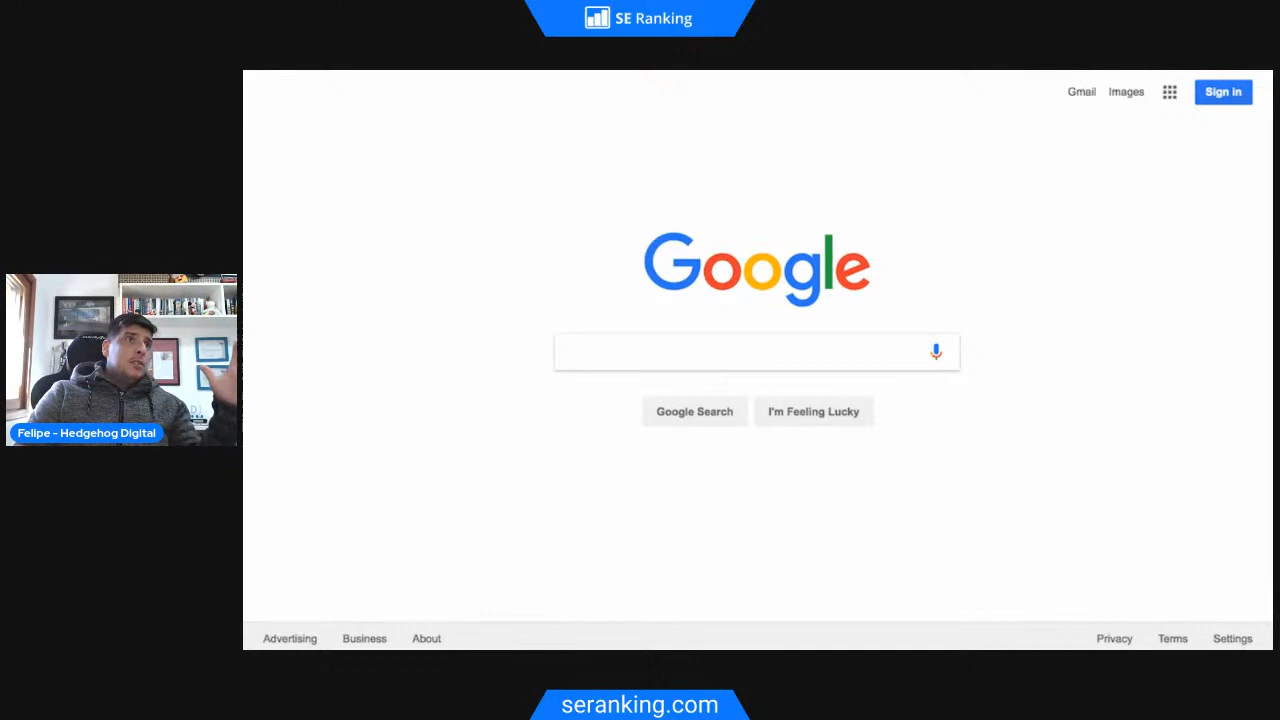 SE Ranking
Gmail Images Sign in
Google
Google Search I'm Feeling Lucky
Felipe - Hedgehog Digital
Advertising Business About Privacy Terms Settings
seranking.com